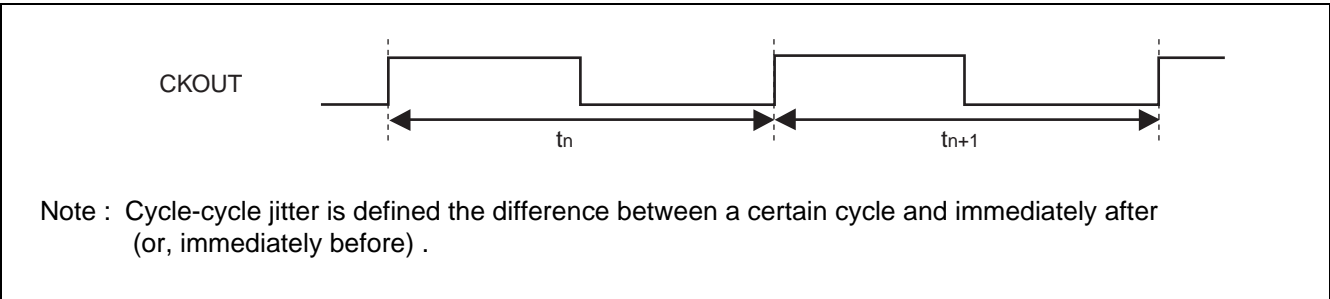 CKOUT
tn
tn+1
Note : Cycle-cycle jitter is defined the difference between a certain cycle and immediately after
(or, immediately before) .